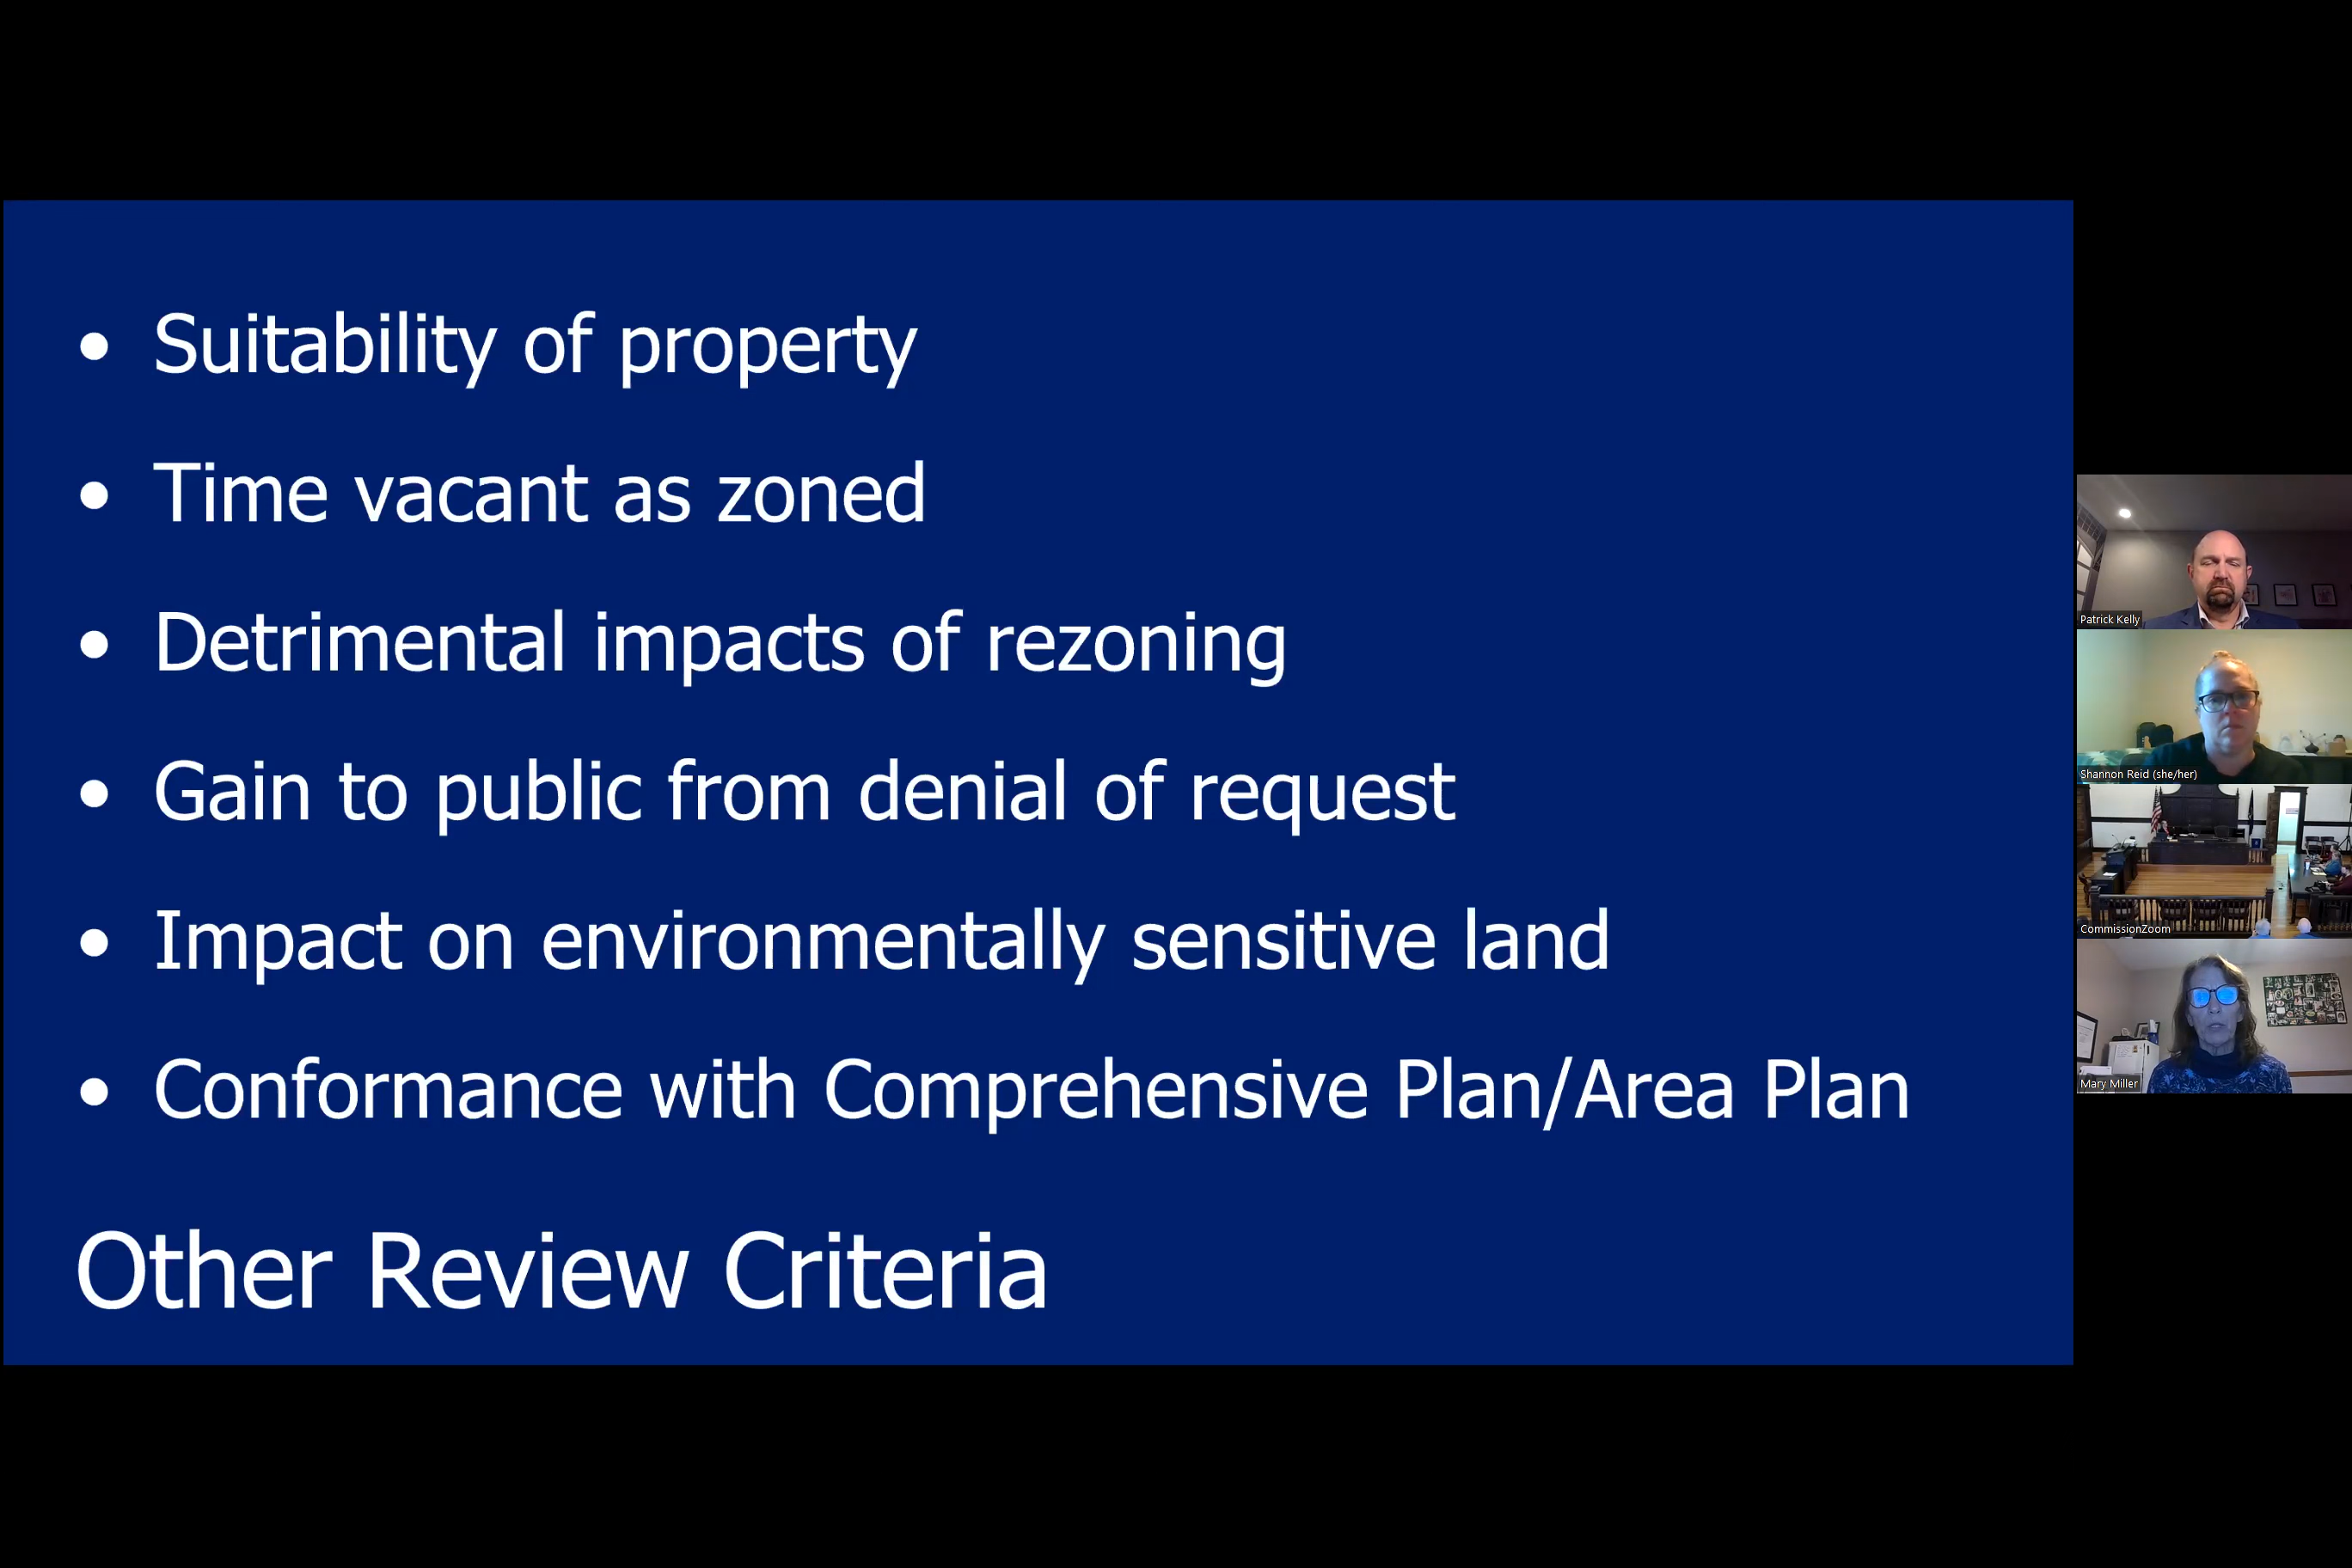 • Suitability of property
• Time vacant as zoned
• Detrimental impacts of rezoning
• Gain to public from denial of request
• Impact on environmentally sensitive land
• Conformance with Comprehensive Plan/Area Plan
Other Review Criteria
Patrick Kelly
Shannon Reid (she/her)
CommissionZoom
Mary Miller